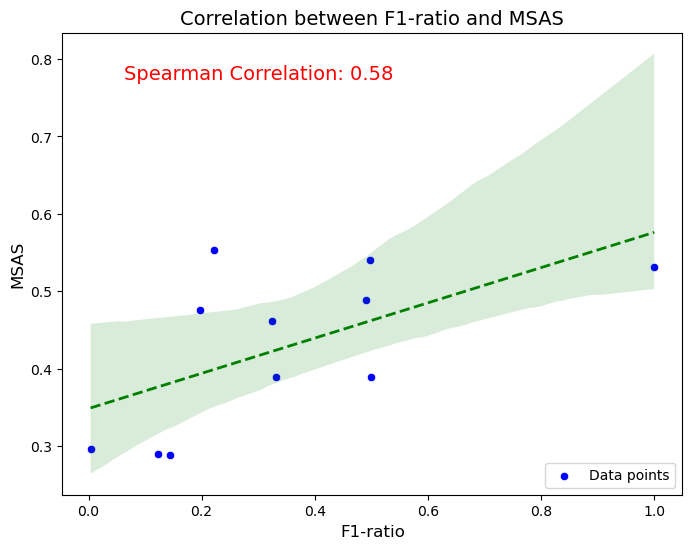 Correlation between F1-ratio and MSAS
Spearman Correlation: 0.58
MSAS
0.8
0.7
0.6
0.5
0.4
0.3
0.0 0.2 0.4 0.6 0.8 1.0
F1-ratio
Data points